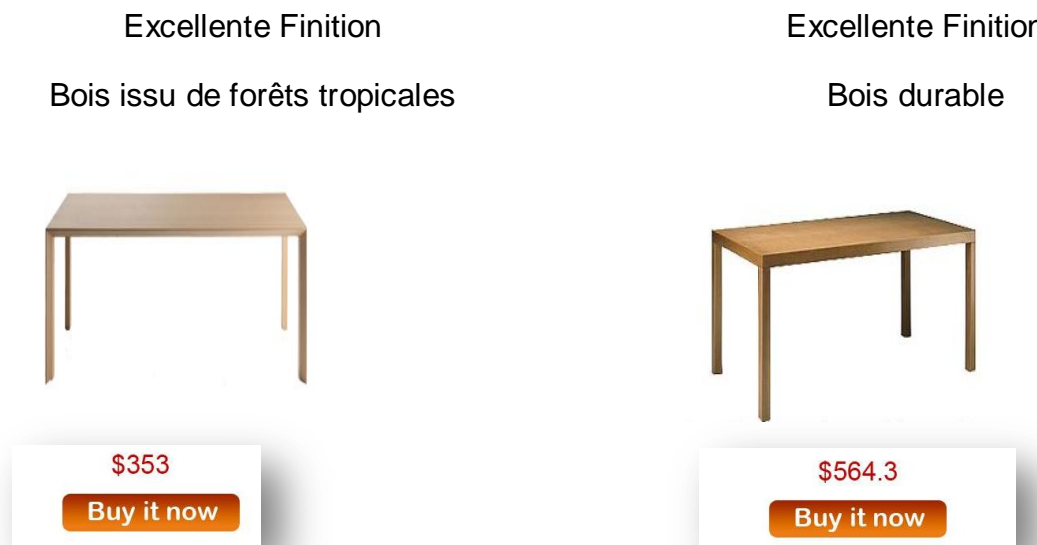 Excellente Finition
Bois issu de forêts tropicales
$353
Buy it now
Excellente Finition
Bois durable
$564.3
Buy it now